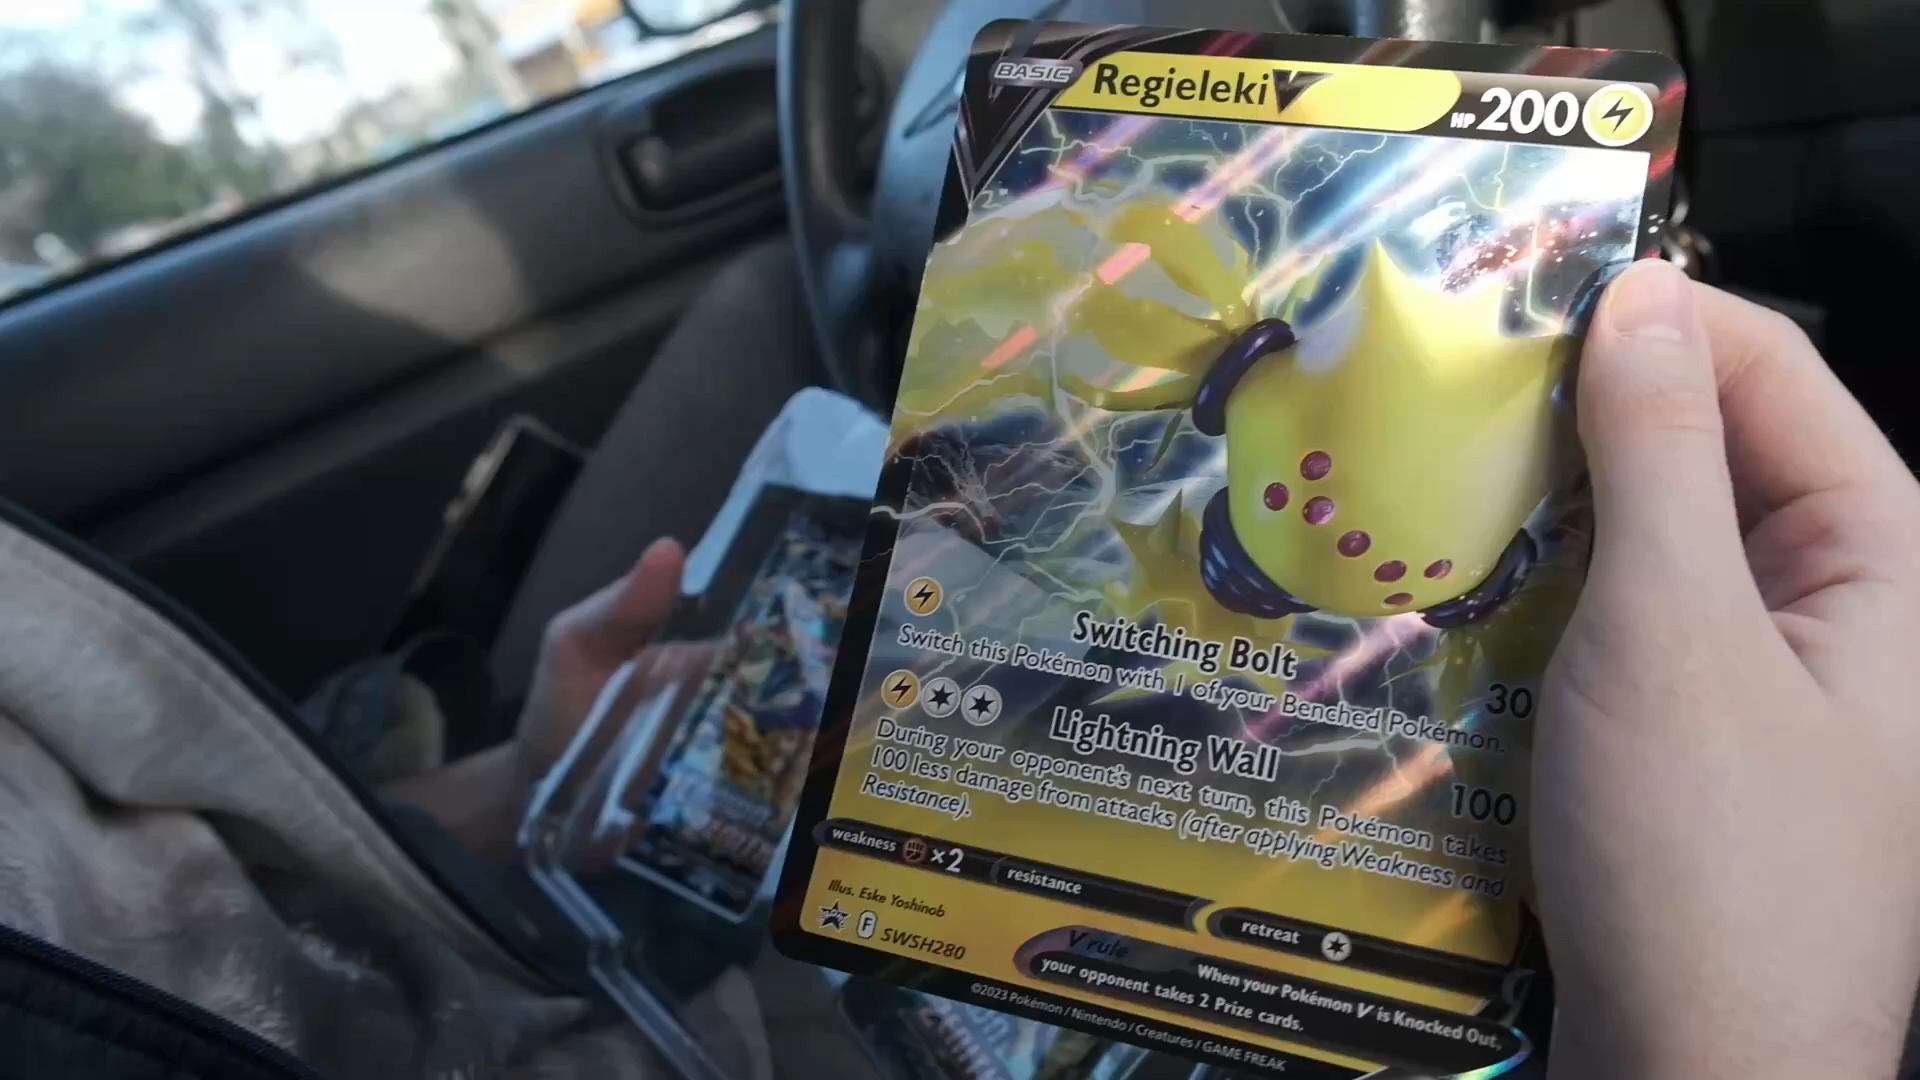 BASIC
Regieleki V
HP 200
Switching Bolt
30
Switch this Pokémon with 1 of your Benched Pokémon.
Lightning Wall
100
During your opponent's next turn, this Pokémon takes
100 less damage from attacks (after applying Weakness and
Resistance).
weakness ×2
resistance
retreat
Illus. Eske Yoshinob
F SWSH280
V rule
When your Pokémon V is Knocked Out,
your opponent takes 2 Prize cards.
©2023 Pokémon / Nintendo / Creatures / GAME FREAK